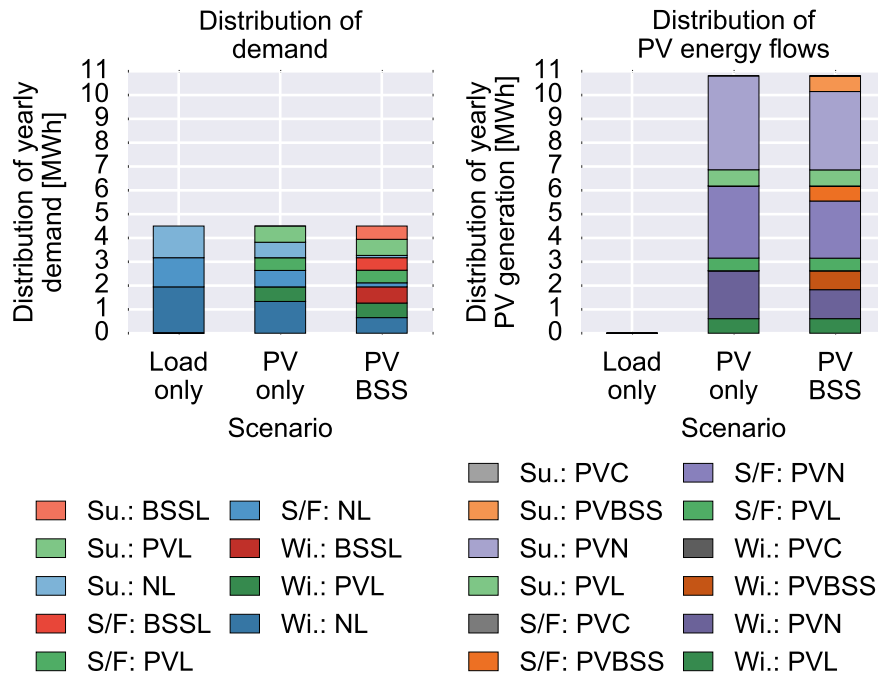 Distribution of
demand
Distribution of yearly
demand [MWh]
11
10
9
8
7
6
5
4
3
2
1
0
Load
only
PV
only
PV
BSS
Scenario
Su.: BSSL
Su.: PVL
Su.: NL
S/F: BSSL
S/F: PVL
S/F: NL
Wi.: BSSL
Wi.: PVL
Wi.: NL
Distribution of
PV energy flows
Distribution of yearly
PV generation [MWh]
11
10
9
8
7
6
5
4
3
2
1
0
Load
only
PV
only
PV
BSS
Scenario
Su.: PVC
Su.: PVBSS
Su.: PVN
Su.: PVL
S/F: PVC
S/F: PVBSS
S/F: PVN
S/F: PVL
Wi.: PVC
Wi.: PVBSS
Wi.: PVN
Wi.: PVL